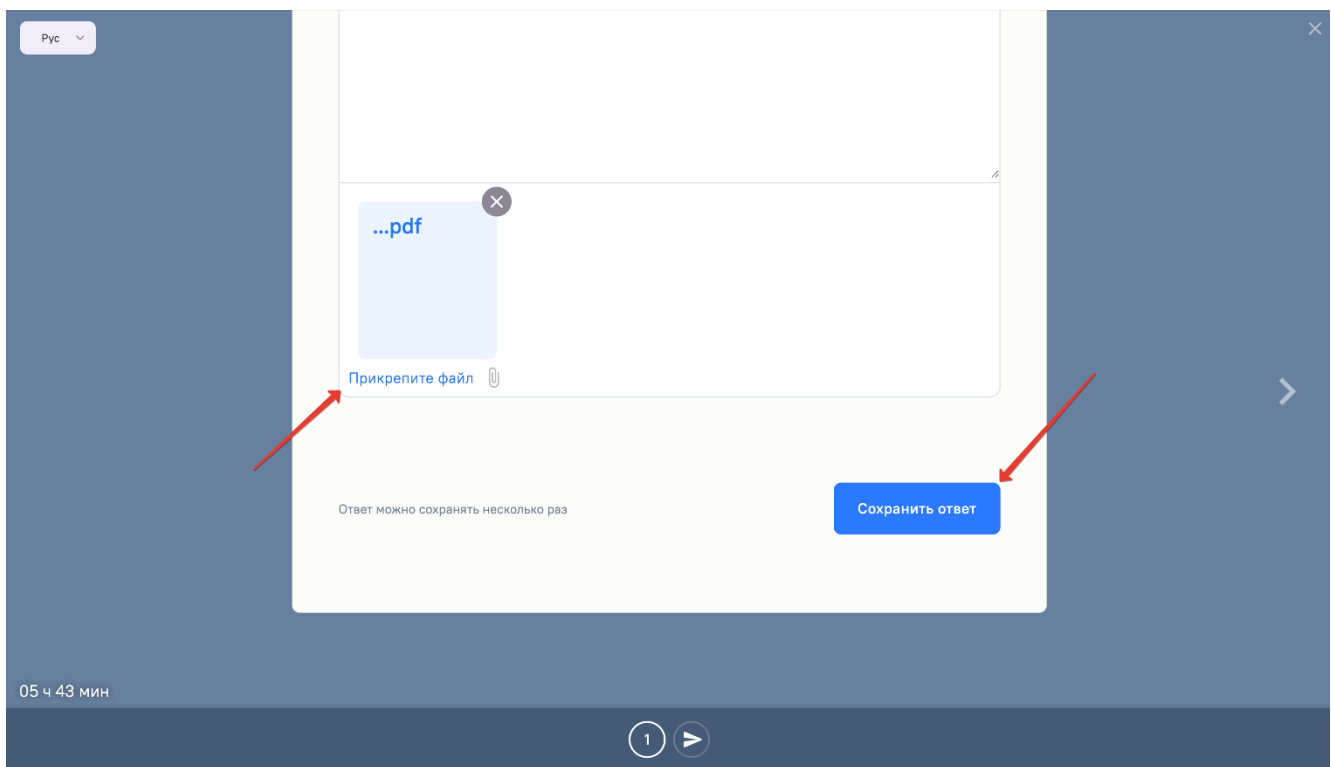 Рус
...pdf
Прикрепите файл
Ответ можно сохранять несколько раз
Сохранить ответ
05 ч 43 мин
1